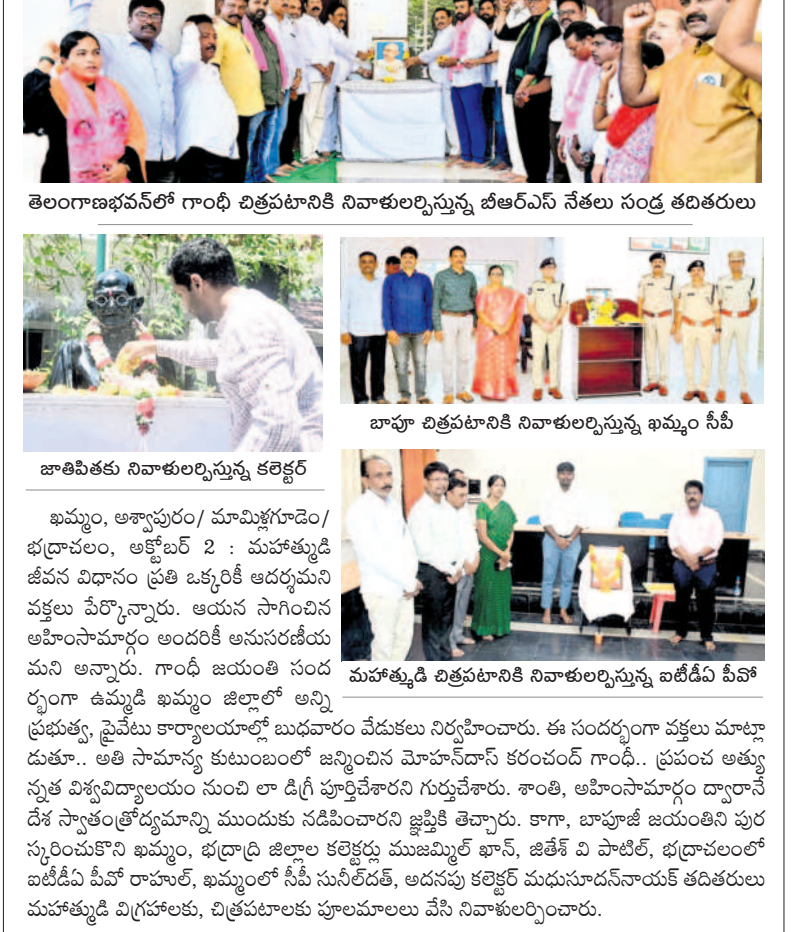 తెలంగాణభవన్‌లో గాంధీ చిత్రపటానికి నివాళులర్పిస్తున్న బీఆర్ఎస్ నేతలు సండ్ర తదితరులు
జాతిపితకు నివాళులర్పిస్తున్న కలెక్టర్
బాపూ చిత్రపటానికి నివాళులర్పిస్తున్న ఖమ్మం సీపీ
మహాత్ముడి చిత్రపటానికి నివాళులర్పిస్తున్న ఐటీడీఏ పీవో
ఖమ్మం, అశ్వాపురం/ మామిళ్లగూడెం/
భద్రాచలం, అక్టోబర్ 2 : మహాత్ముడి
జీవన విధానం ప్రతి ఒక్కరికీ ఆదర్శమని
వక్తలు పేర్కొన్నారు. ఆయన సాగించిన
అహింసామార్గం అందరికీ అనుసరణీయ
మని అన్నారు. గాంధీ జయంతి సంద
ర్భంగా ఉమ్మడి ఖమ్మం జిల్లాలో అన్ని
ప్రభుత్వ, ప్రైవేటు కార్యాలయాల్లో బుధవారం వేడుకలు నిర్వహించారు. ఈ సందర్భంగా వక్తలు మాట్లా
డుతూ.. అతి సామాన్య కుటుంబంలో జన్మించిన మోహన్‌దాస్ కరంచంద్ గాంధీ.. ప్రపంచ అత్యు
న్నత విశ్వవిద్యాలయం నుంచి లా డిగ్రీ పూర్తిచేశారని గుర్తుచేశారు. శాంతి, అహింసామార్గం ద్వారానే
దేశ స్వాతంత్రోద్యమాన్ని ముందుకు నడిపించారని జ్ఞప్తికి తెచ్చారు. కాగా, బాపూజీ జయంతిని పుర
స్కరించుకొని ఖమ్మం, భద్రాద్రి జిల్లాల కలెక్టర్లు ముజమ్మిల్ ఖాన్, జితేశ్ వి పాటిల్, భద్రాచలంలో
ఐటీడీఏ పీవో రాహుల్, ఖమ్మంలో సీపీ సునీల్‌దత్, అదనపు కలెక్టర్ మధుసూదన్‌నాయక్ తదితరులు
మహాత్ముడి విగ్రహాలకు, చిత్రపటాలకు పూలమాలలు వేసి నివాళులర్పించారు.